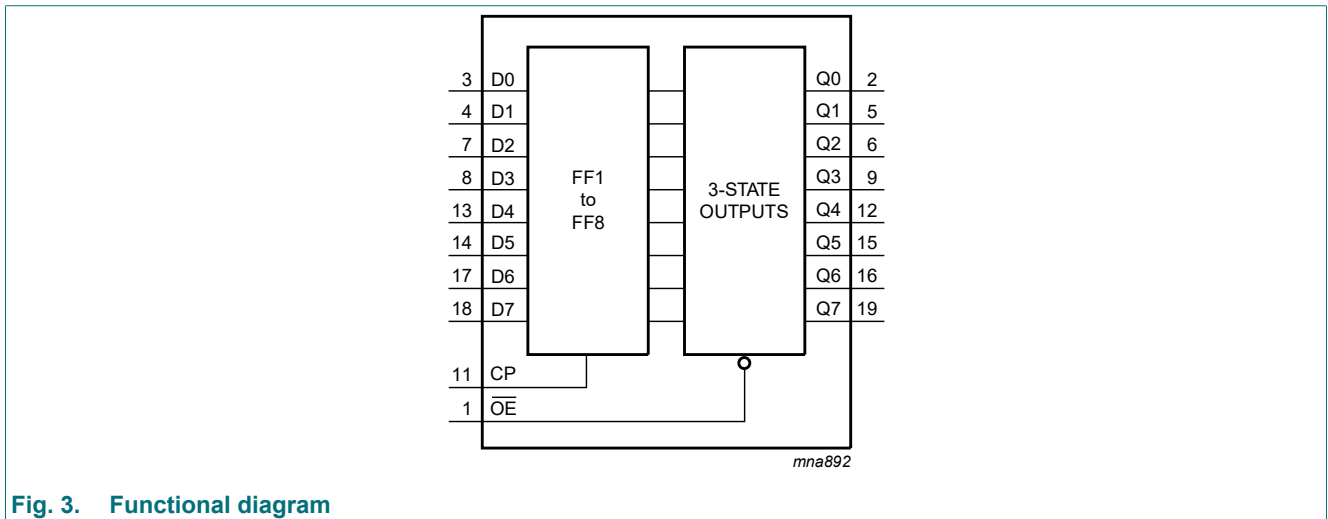 3 D0 Q0 2
4 D1 Q1 5
7 D2 Q2 6
8 D3 FF1 to FF8 3-STATE OUTPUTS Q3 9
13 D4 Q4 12
14 D5 Q5 15
17 D6 Q6 16
18 D7 Q7 19
11 CP
1 O̅E̅
mna892
Fig. 3. Functional diagram